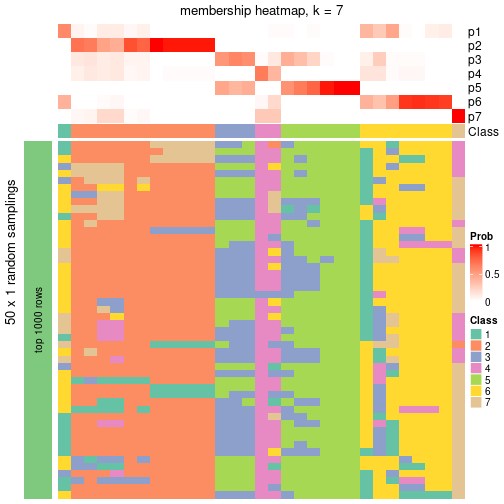 membership heatmap, k = 7
p1
p2
p3
p4
p5
p6
p7
Class
50 x 1 random samplings
top 1000 rows
Prob
1
0.5
0
Class
1
2
3
4
5
6
7